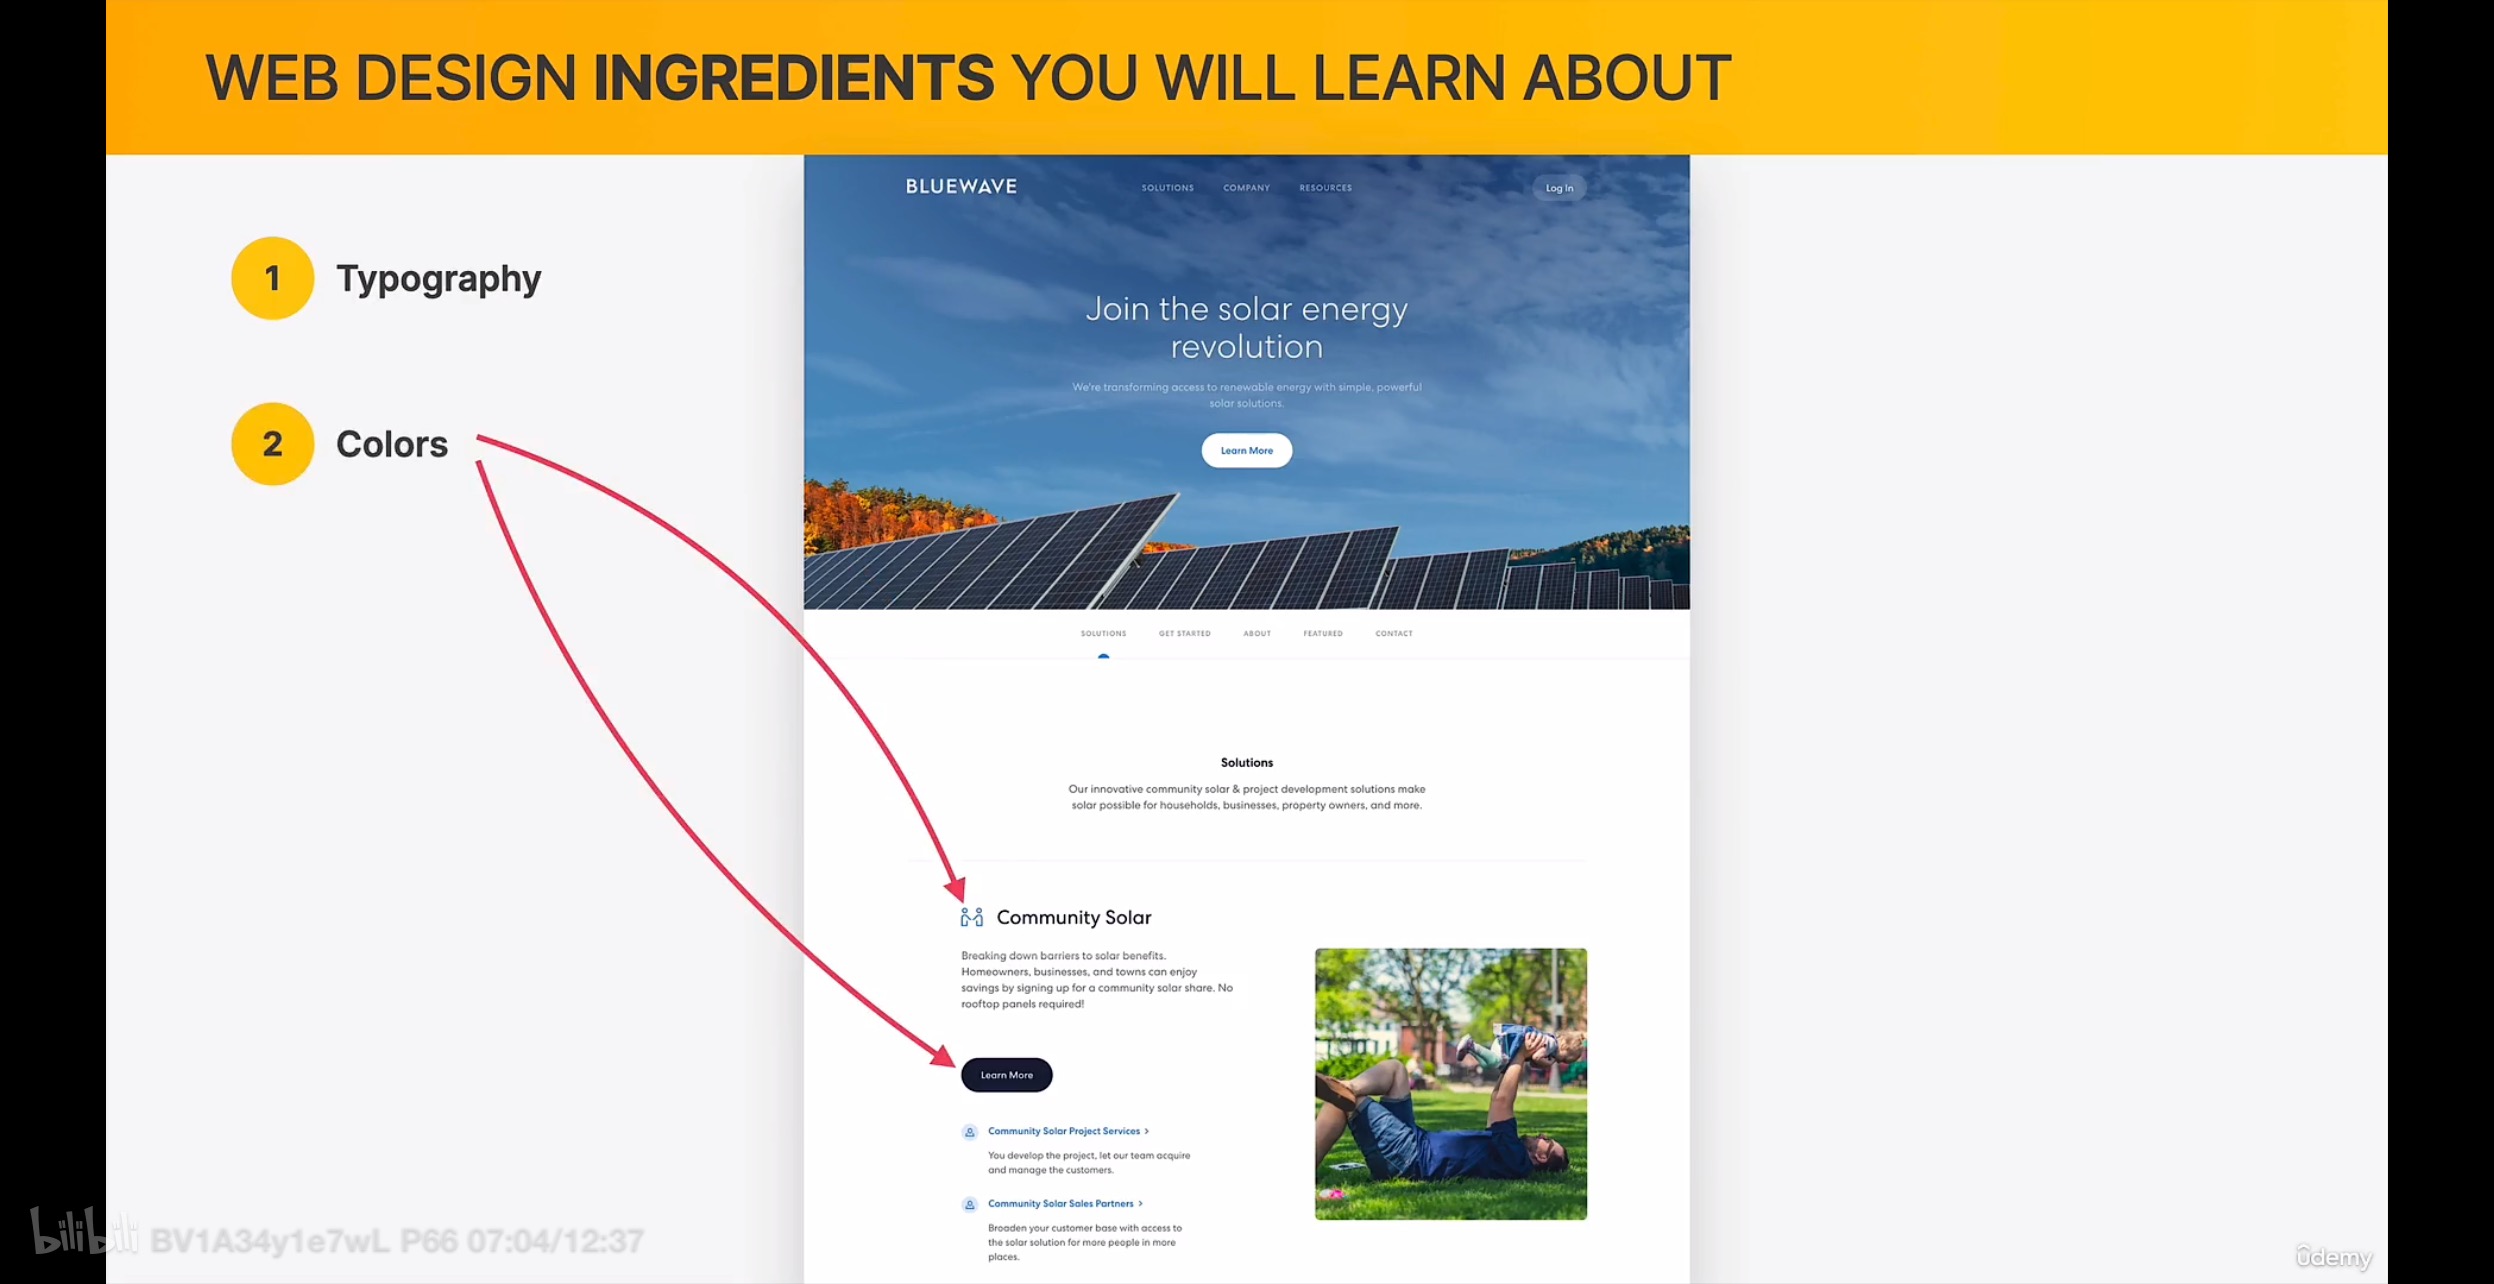 WEB DESIGN INGREDIENTS YOU WILL LEARN ABOUT
1 Typography
2 Colors
BLUEWAVE
SOLUTIONS COMPANY RESOURCES
Log In
Join the solar energy
revolution
We're transforming access to renewable energy with simple, powerful
solar solutions.
Learn More
SOLUTIONS GET STARTED ABOUT FEATURED CONTACT
Solutions
Our innovative community solar & project development solutions make
solar possible for households, businesses, property owners, and more.
Community Solar
Breaking down barriers to solar benefits.
Homeowners, businesses, and towns can enjoy
savings by signing up for a community solar share. No
rooftop panels required!
Learn More
Community Solar Project Services >
You develop the project, let our team acquire
and manage the customers.
Community Solar Sales Partners >
Broaden your customer base with access to
the solar solution for more people in more
places.
bilibili BV1A34y1e7wL P66 07:04/12:37
ûdemy